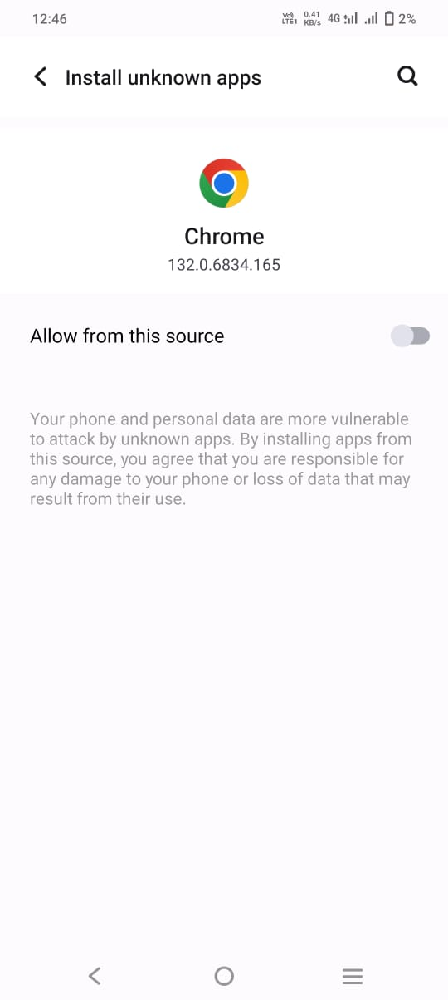 12:46 Vo) LTE1 0.41 KB/s 4G 2%
Install unknown apps
Chrome
132.0.6834.165
Allow from this source
Your phone and personal data are more vulnerable
to attack by unknown apps. By installing apps from
this source, you agree that you are responsible for
any damage to your phone or loss of data that may
result from their use.